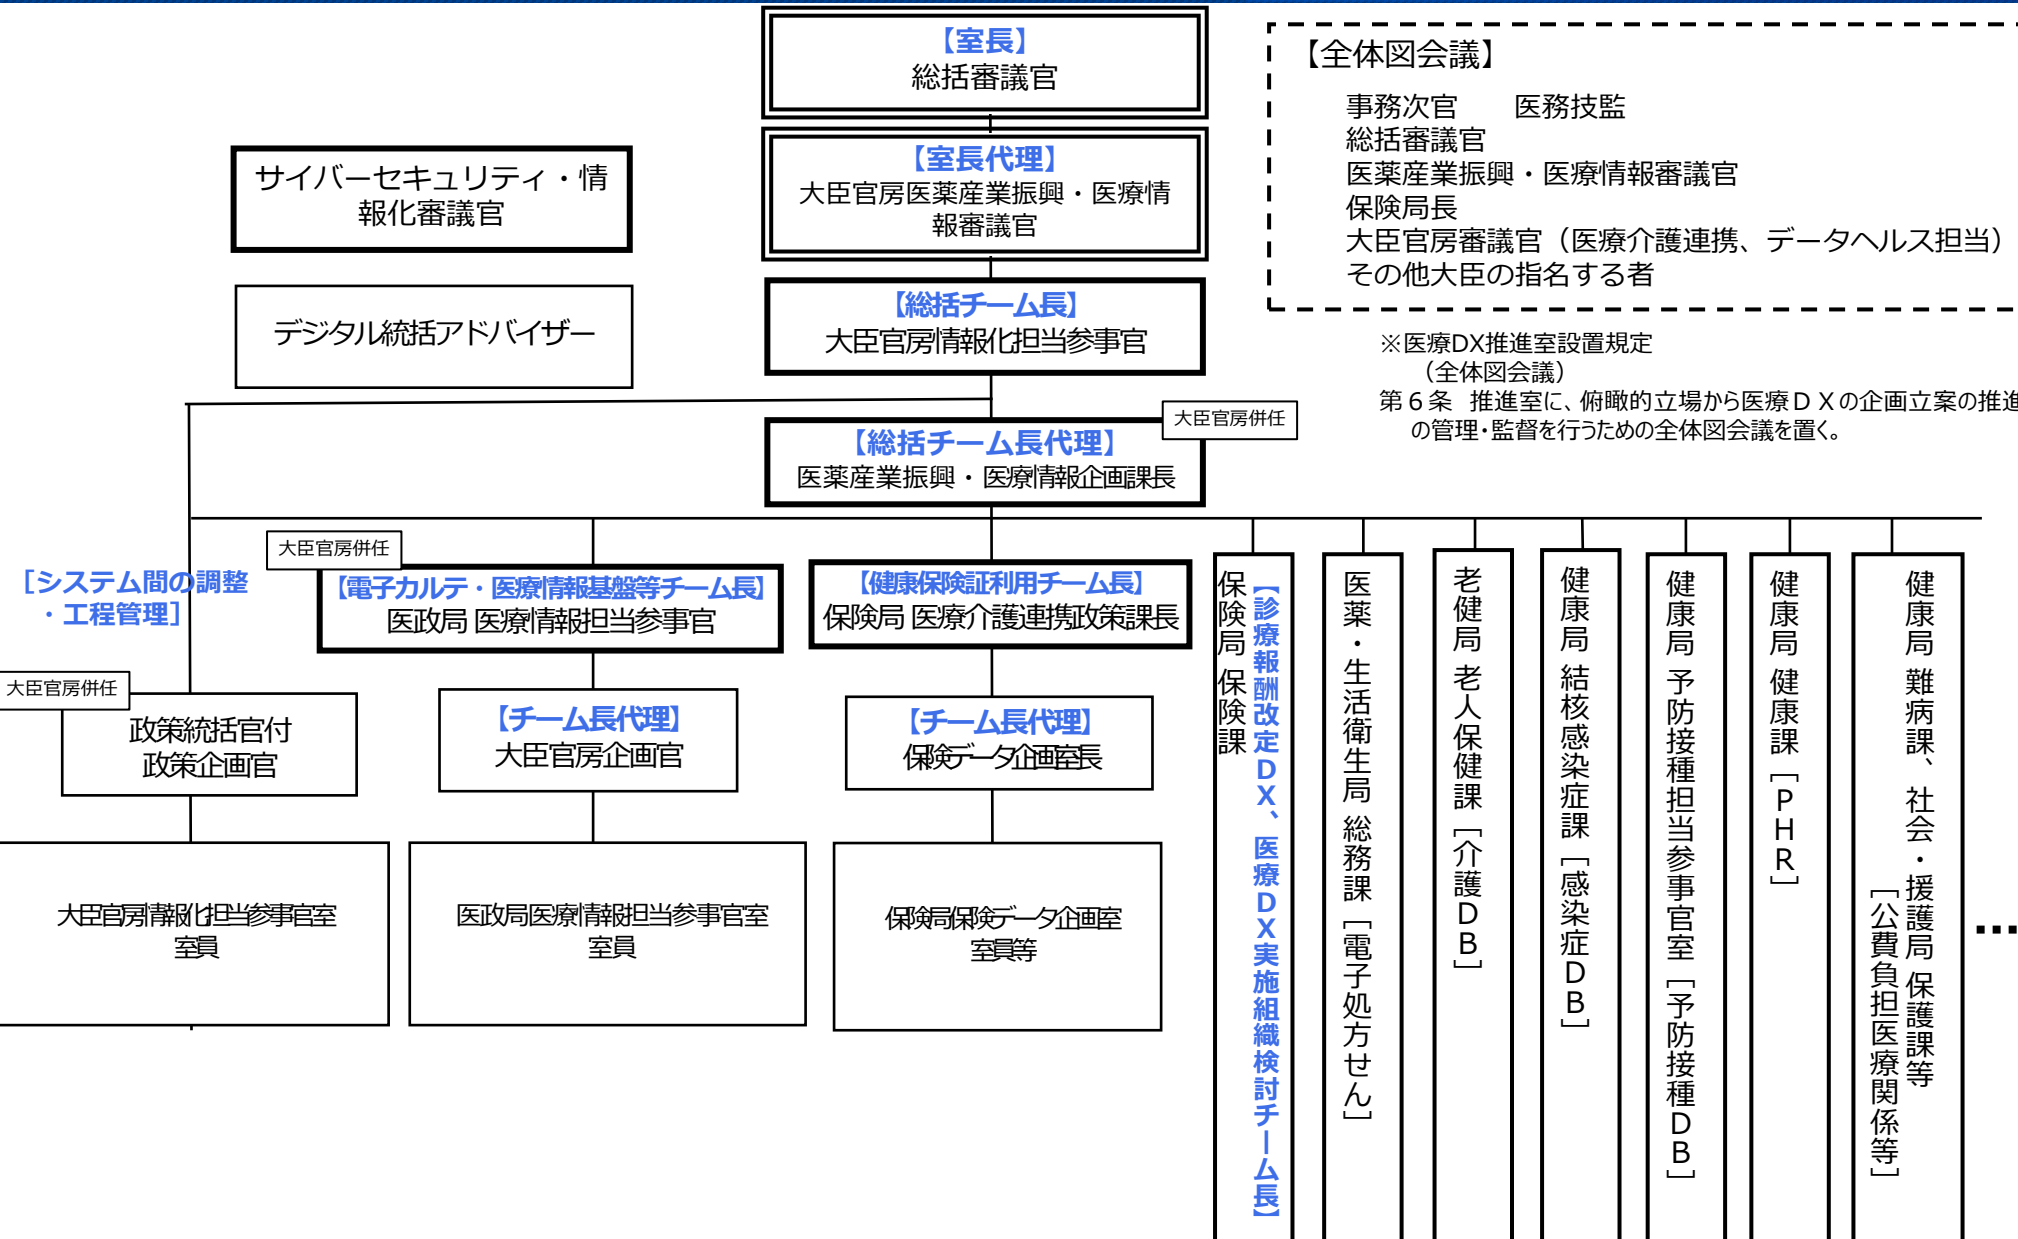 【室長】
総括審議官
【室長代理】
大臣官房医薬産業振興・医療情
報審議官
サイバーセキュリティ・情
報化審議官
デジタル統括アドバイザー
【総括チーム長】
大臣官房情報化担当参事官
大臣官房併任
【総括チーム長代理】
医薬産業振興・医療情報企画課長
【全体図会議】
事務次官　　医務技監
総括審議官
医薬産業振興・医療情報審議官
保険局長
大臣官房審議官（医療介護連携、データヘルス担当）
その他大臣の指名する者
※医療DX推進室設置規定
（全体図会議）
第６条　推進室に、俯瞰的立場から医療ＤＸの企画立案の推進
の管理・監督を行うための全体図会議を置く。
［システム間の調整
・工程管理］
大臣官房併任
政策統括官付
政策企画官
大臣官房情報化担当参事官室
室員
大臣官房併任
【電子カルテ・医療情報基盤等チーム長】
医政局 医療情報担当参事官
【チーム長代理】
大臣官房企画官
医政局医療情報担当参事官室
室員
【健康保険証利用チーム長】
保険局 医療介護連携政策課長
【チーム長代理】
保険データ企画室長
保険局保険データ企画室
室員等
【診療報酬改定ＤＸ、医療ＤＸ実施組織検討チーム長】
保険局 保険課
医薬・生活衛生局 総務課［電子処方せん］
老健局 老人保健課［介護ＤＢ］
健康局 結核感染症課［感染症ＤＢ］
健康局 予防接種担当参事官室［予防接種ＤＢ］
健康局 健康課［ＰＨＲ］
健康局 難病課、社会・援護局 保護課等
［公費負担医療関係等］
…